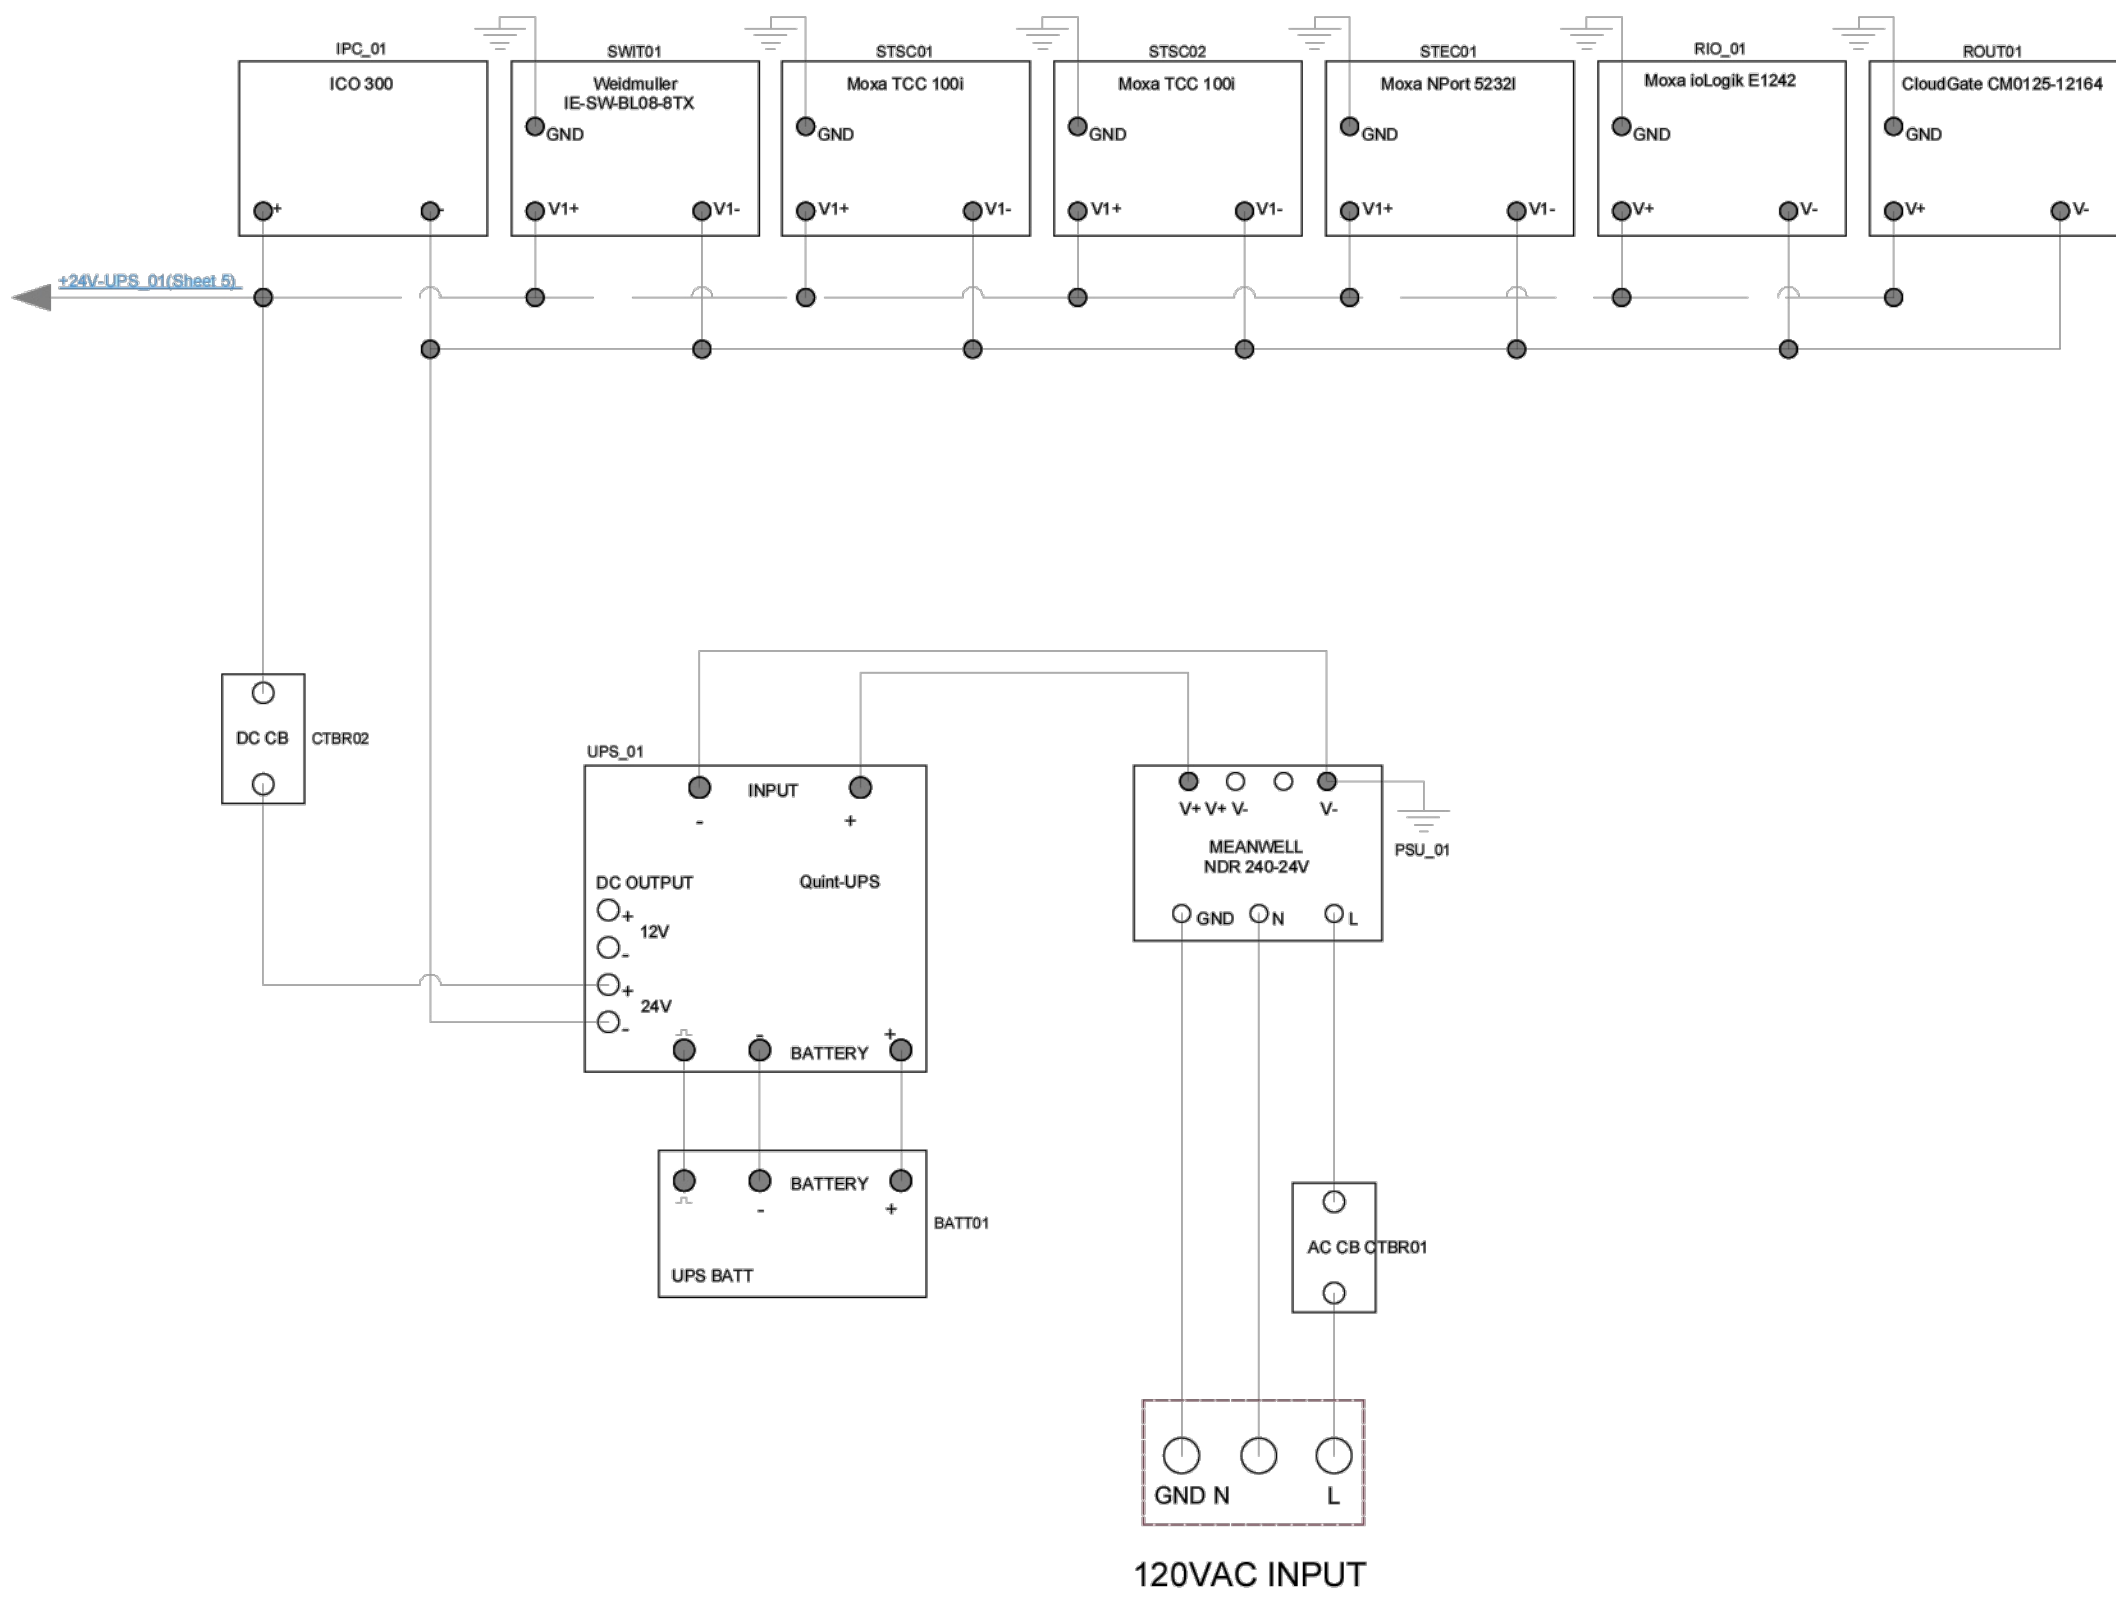 IPC_01
ICO 300
+
-
SWIT01
Weidmuller
IE-SW-BL08-8TX
GND
V1+
V1-
STSC01
Moxa TCC 100i
GND
V1+
V1-
STSC02
Moxa TCC 100i
GND
V1+
V1-
STEC01
Moxa NPort 5232I
GND
V1+
V1-
RIO_01
Moxa ioLogik E1242
GND
V+
V-
ROUT01
CloudGate CM0125-12164
GND
V+
V-
+24V-UPS_01(Sheet 5)
DC CB
CTBR02
UPS_01
INPUT
-
+
DC OUTPUT
Quint-UPS
+
12V
-
+
24V
-
-
BATTERY
+
BATTERY
-
+
BATT01
UPS BATT
V+ V+ V-
V-
MEANWELL
NDR 240-24V
PSU_01
GND
N
L
AC CB CTBR01
GND N
L
120VAC INPUT